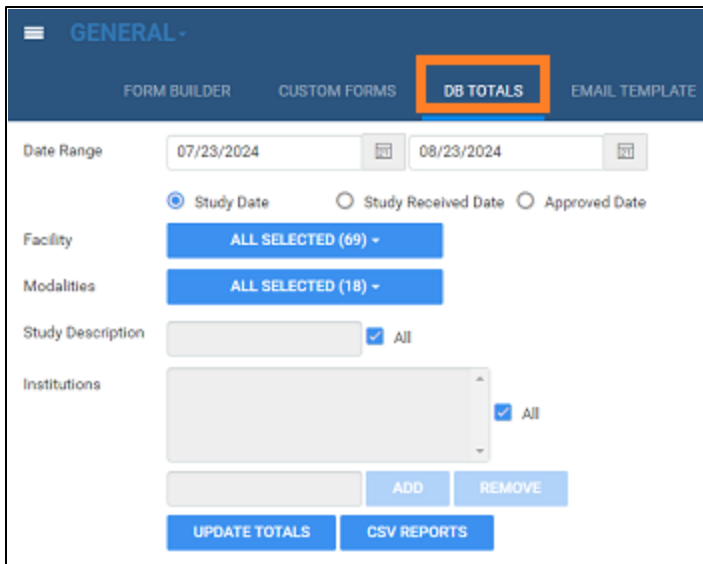 GENERAL
FORM BUILDER CUSTOM FORMS DB TOTALS EMAIL TEMPLATE
Date Range 07/23/2024 08/23/2024
Study Date Study Received Date Approved Date
Facility ALL SELECTED (69)
Modalities ALL SELECTED (18)
Study Description All
Institutions
All
ADD REMOVE
UPDATE TOTALS CSV REPORTS